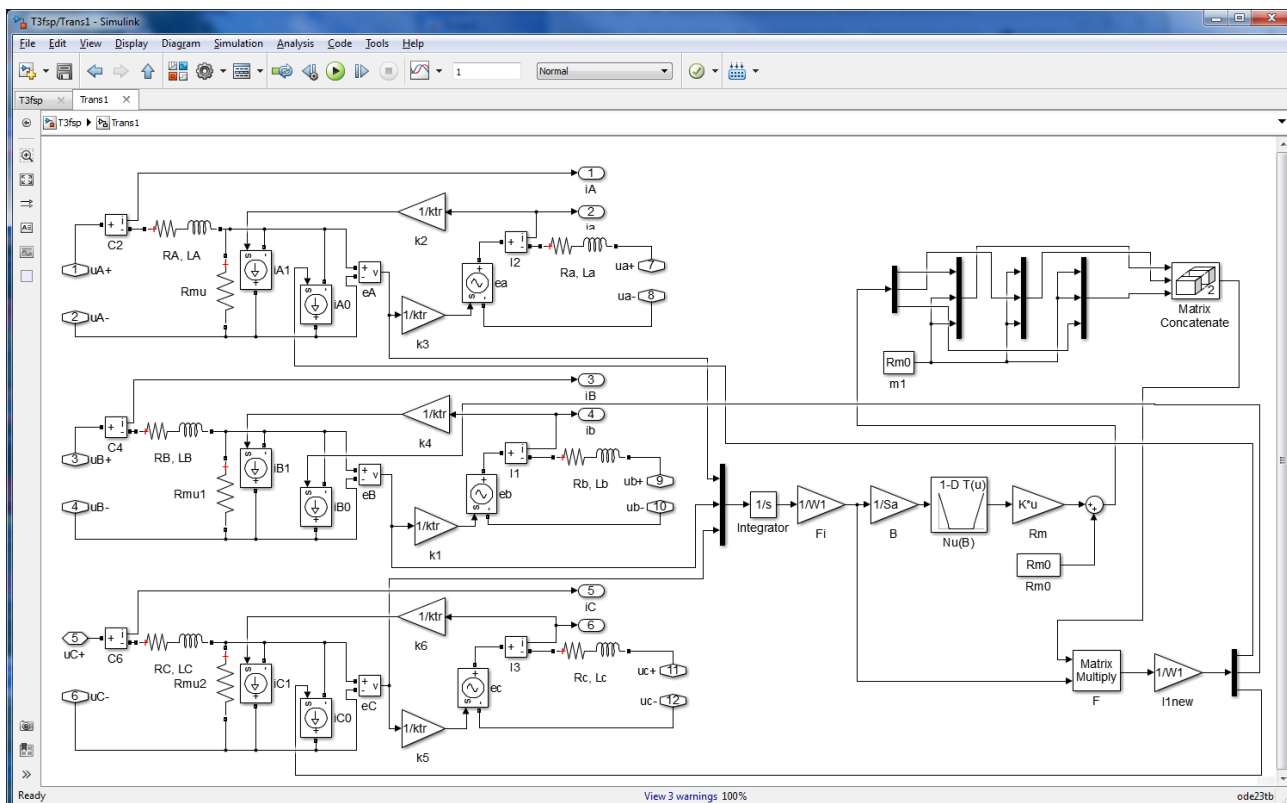 T3fsp/Trans1 - Simulink
File Edit View Display Diagram Simulation Analysis Code Tools Help
1 Normal
T3fsp Trans1
T3fsp Trans1
1
iA
2
ia
1/ktr
k2
+ i -
C2
RA, LA
1 uA+
Rmu
iA1
iA0
+ - v
eA
ea
+ i -
I2
Ra, La
ua+ 7
ua- 8
2 uA-
1/ktr
k3
2
Matrix
Concatenate
Rm0
m1
3
iB
4
ib
1/ktr
k4
+ i -
C4
RB, LB
3 uB+
Rmu1
iB1
iB0
+ - v
eB
eb
+ i -
I1
Rb, Lb
ub+ 9
ub- 10
4 uB-
1/ktr
k1
1/s
Integrator
1/W1
Fi
1/Sa
B
1-D T(u)
Nu(B)
K*u
Rm
+ +
Rm0
Rm0
5
iC
6
1/ktr
k6
5
uC+
+ i -
C6
RC, LC
Rmu2
iC1
iC0
+ - v
eC
ec
+ i -
I3
Rc, Lc
uc+ 11
uc- 12
6 uC-
1/ktr
k5
Matrix
Multiply
F
1/W1
I1new
Ready View 3 warnings 100% ode23tb